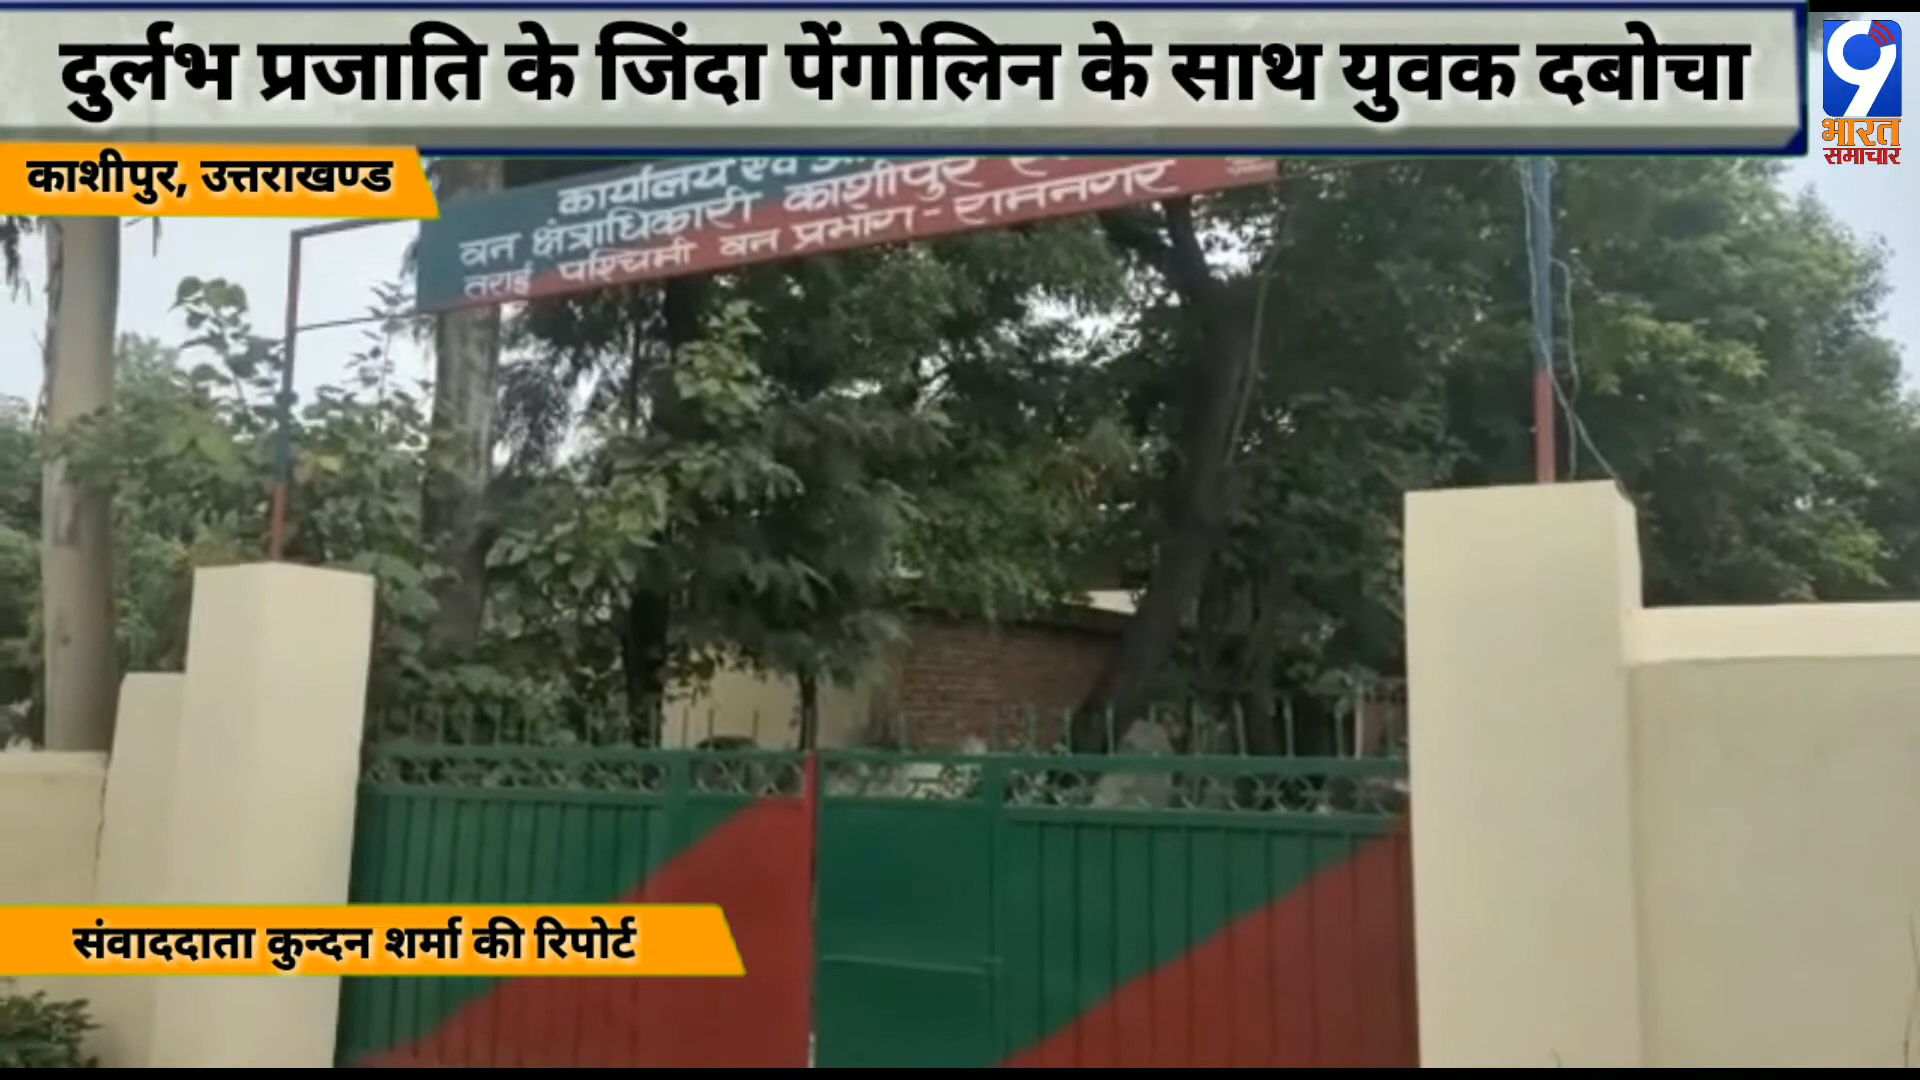 दुर्लभ प्रजाति के जिंदा पेंगोलिन के साथ युवक दबोचा
9
भारत
समाचार
काशीपुर, उत्तराखण्ड
कार्यालय एवं
वन क्षेत्राधिकारी काशीपुर
तराई पश्चिमी वन प्रभाग - रामनगर
संवाददाता कुन्दन शर्मा की रिपोर्ट